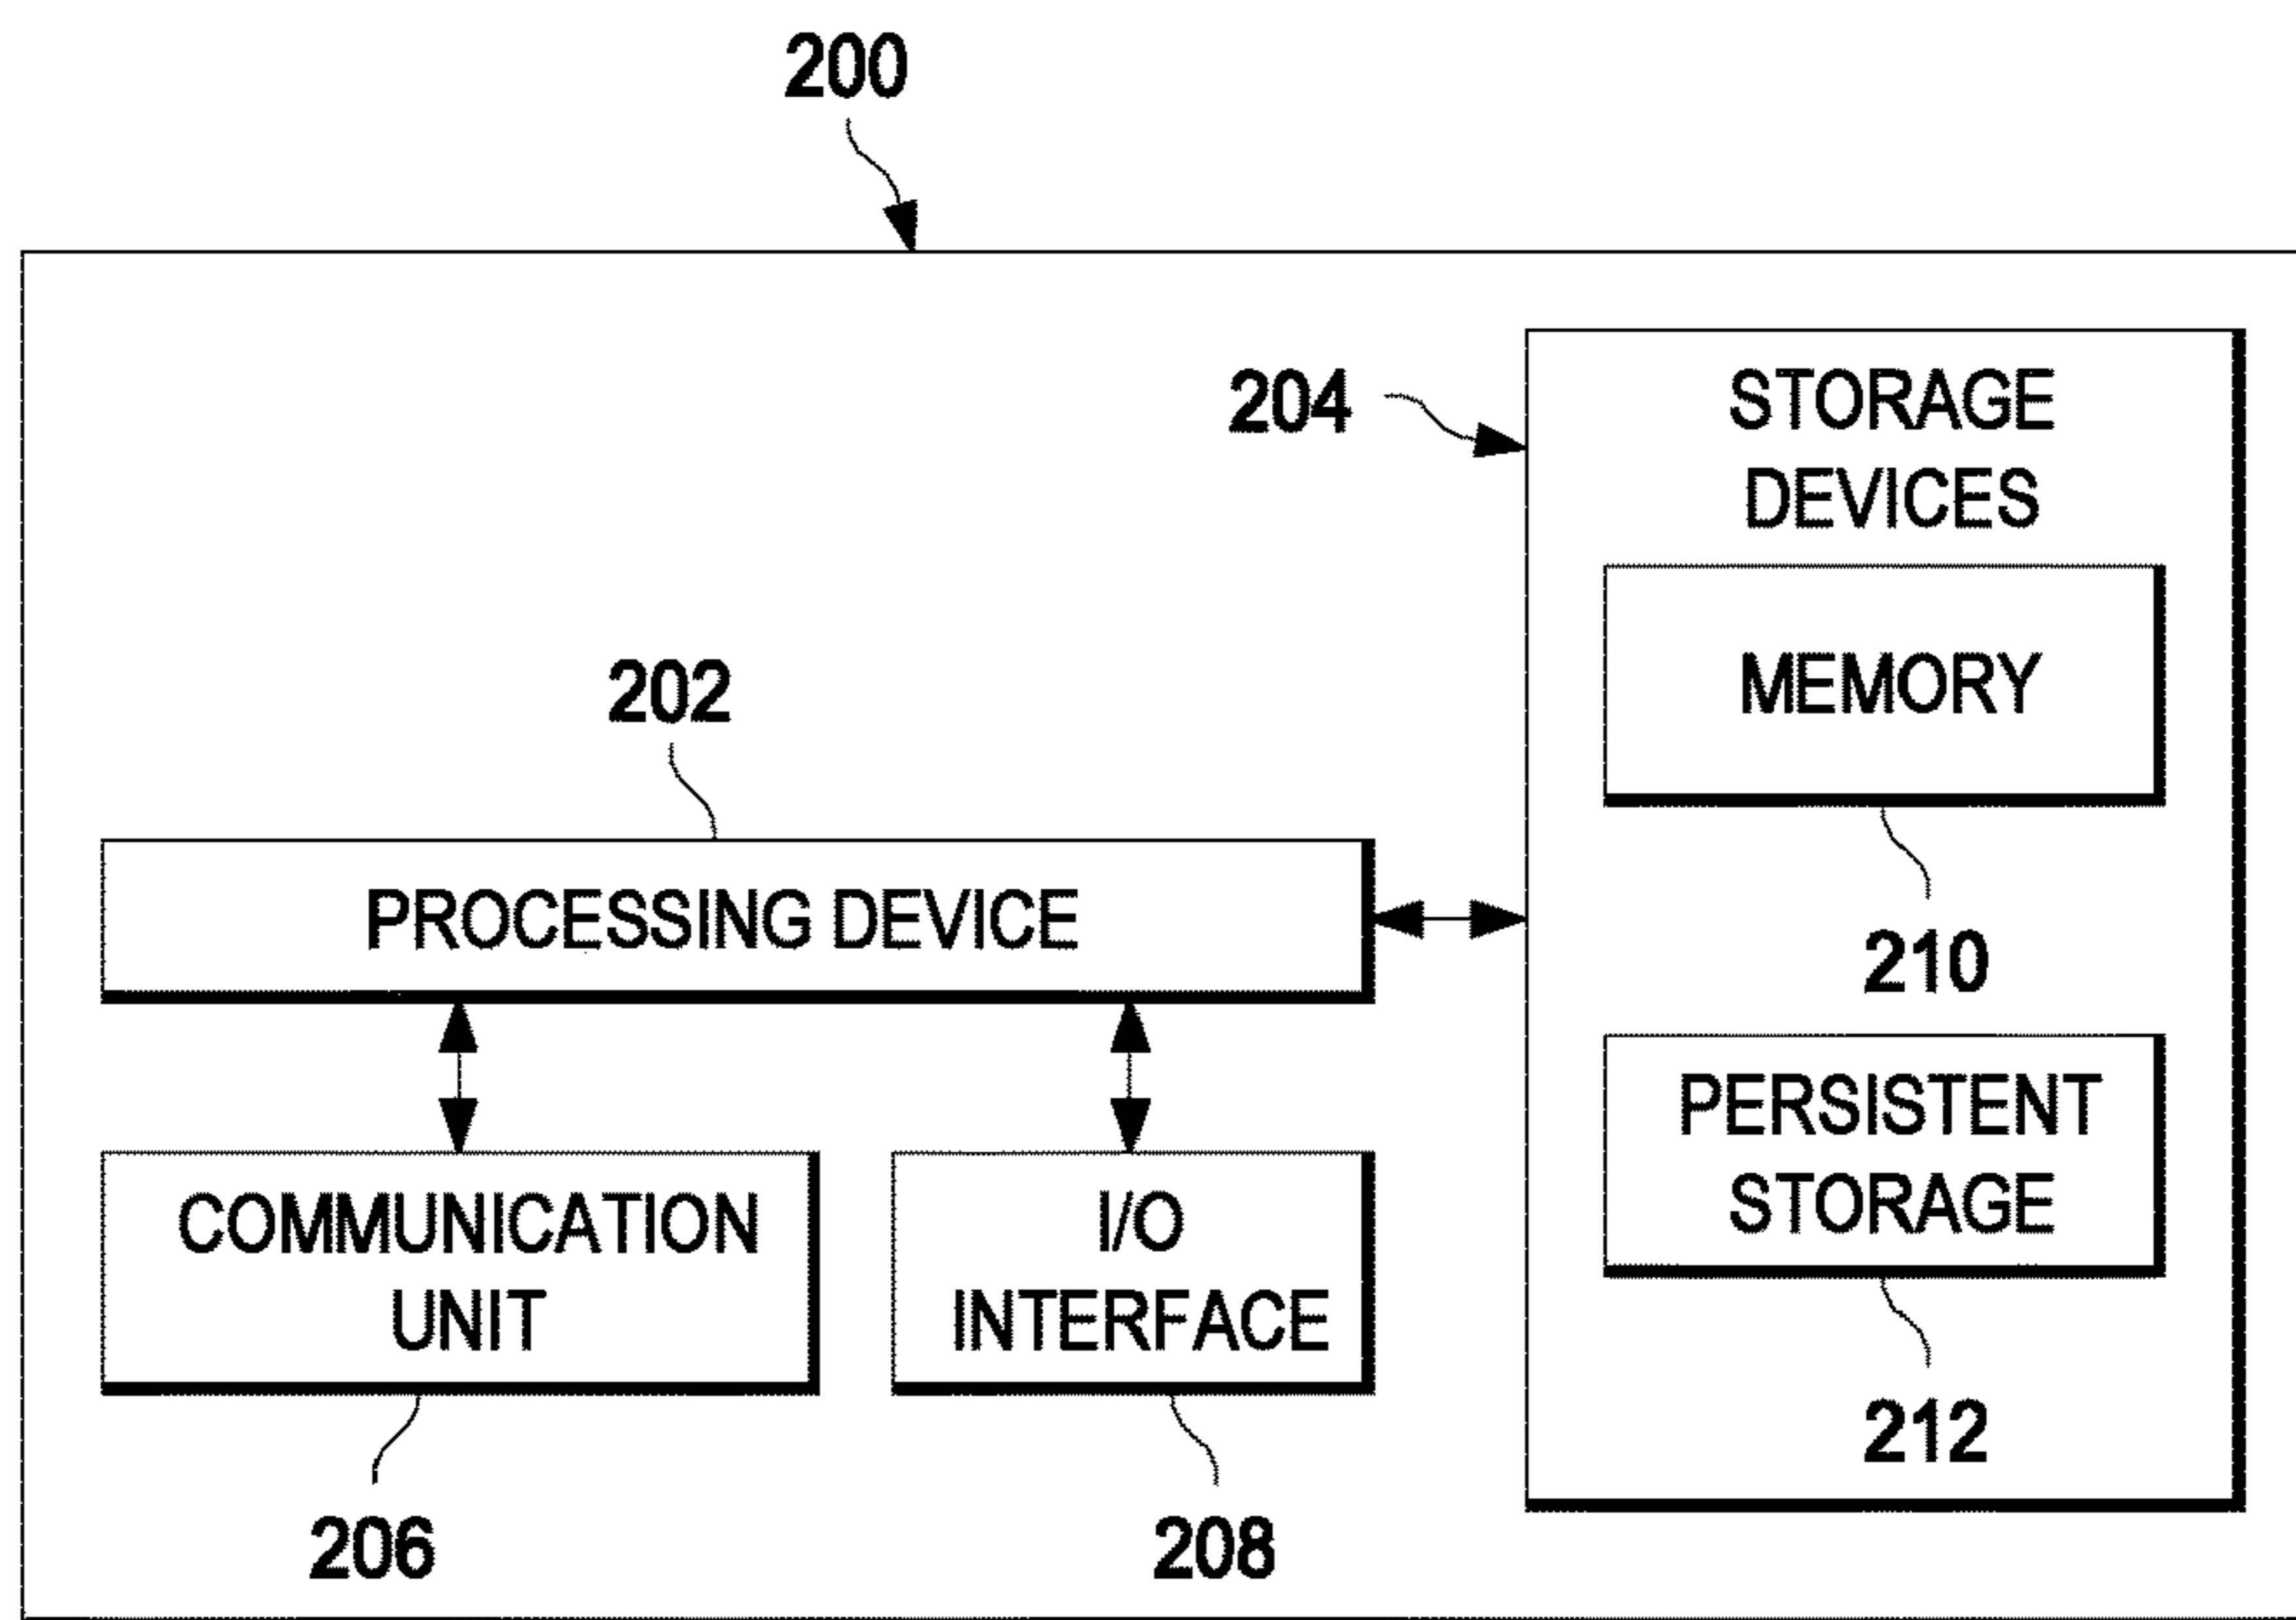 200
204
STORAGE
DEVICES
MEMORY
202
PROCESSING DEVICE
210
PERSISTENT
STORAGE
COMMUNICATION
UNIT
I/O
INTERFACE
212
206
208